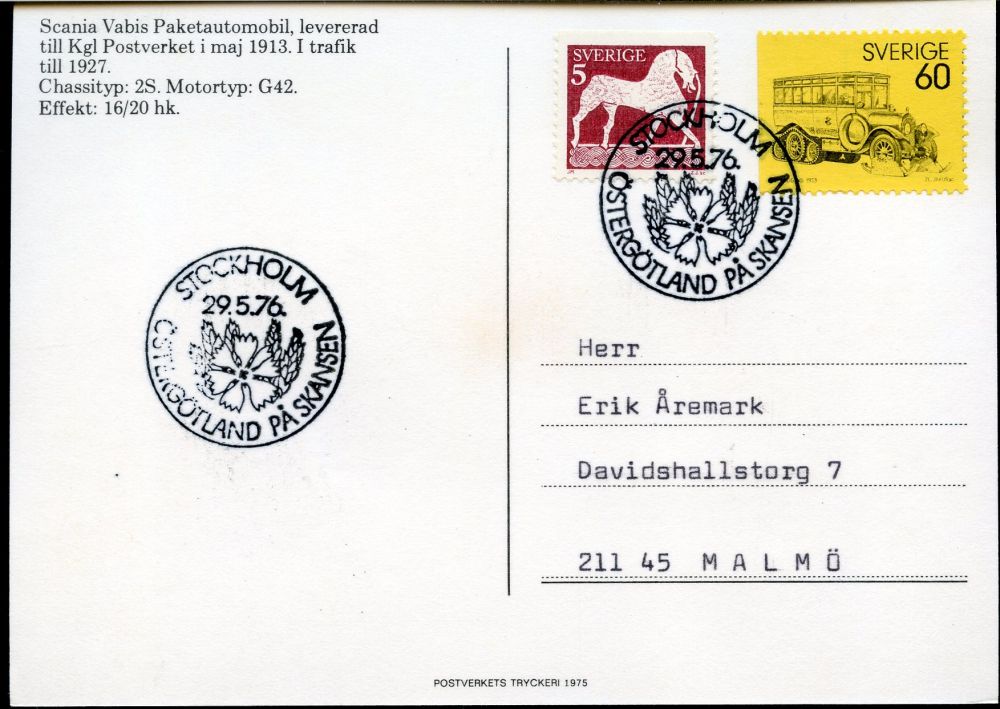 Scania Vabis Paketautomobil, levererad
till Kgl Postverket i maj 1913. I trafik
till 1927.
Chassityp: 2S. Motortyp: G42.
Effekt: 16/20 hk.
SVERIGE
5
SVERIGE
60
STOCKHOLM
29.5.76.
ÖSTERGÖTLAND PÅ SKANSEN
STOCKHOLM
29.5.76.
ÖSTERGÖTLAND PÅ SKANSEN
Herr
Erik Åremark
Davidshallstorg 7
211 45 MALMÖ
POSTVERKETS TRYCKERI 1975